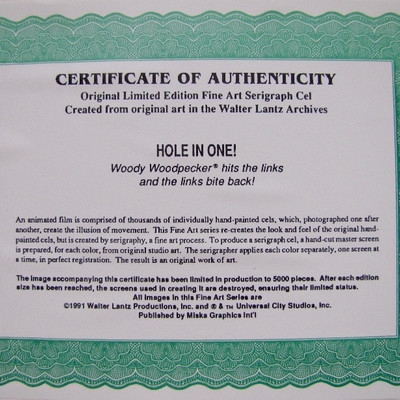 CERTIFICATE OF AUTHENTICITY
Original Limited Edition Fine Art Serigraph Cel
Created from original art in the Walter Lantz Archives
HOLE IN ONE!
Woody Woodpecker® hits the links
and the links bite back!
An animated film is comprised of thousands of individually hand-painted cels, which, photographed one after
another, create the illusion of movement. This Fine Art series re-creates the look and feel of the original hand-
painted cels, but is created by serigraphy, a fine art process. To produce a serigraph cel, a hand-cut master screen
is prepared, for each color, from original studio art. The serigrapher applies each color separately, one screen at
a time, in perfect registration. The result is an original work of art.
The image accompanying this certificate has been limited in production to 5000 pieces. After each edition
size has been reached, the screens used in creating it are destroyed, ensuring their limited status.
All images in this Fine Art Series are
©1991 Walter Lantz Productions, Inc. and ® & ™ Universal City Studios, Inc.
Published by Miska Graphics Int'l